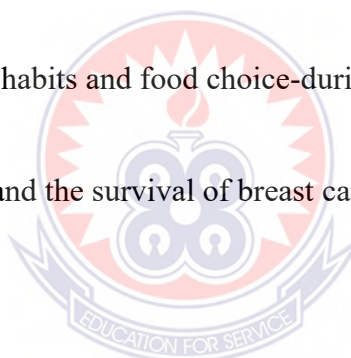 habits and food choice-duri
and the survival of breast ca
EDUCATION FOR SERVICE